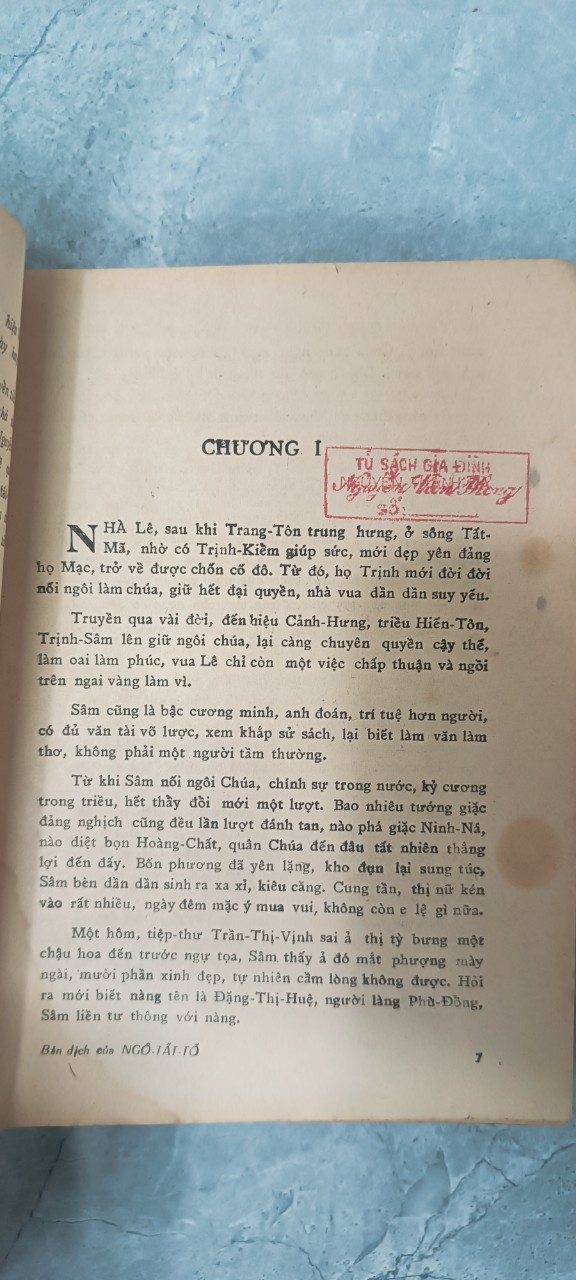 hiệu
CHƯƠNG I
TỦ SÁCH GIA ĐÌNH
SỐ:
NHÀ Lê, sau khi Trang-Tôn trung hưng, ở sông Tất-
Mã, nhờ có Trịnh-Kiềm giúp sức, mới dẹp yên đảng
họ Mạc, trở về được chốn cố đô. Từ đó, họ Trịnh mới đời đời
nối ngôi làm chúa, giữ hết đại quyền, nhà vua dần dần suy yếu.
Truyền qua vài đời, đến hiệu Cảnh-Hưng, triều Hiến-Tôn,
Trịnh-Sâm lên giữ ngôi chúa, lại càng chuyên quyền cậy thế,
làm oai làm phúc, vua Lê chỉ còn một việc chấp thuận và ngồi
trên ngai vàng làm vì.
Sâm cũng là bậc cương minh, anh đoán, trí tuệ hơn người,
có đủ văn tài võ lược, xem khắp sử sách, lại biết làm văn làm
thơ, không phải một người tầm thường.
Từ khi Sâm nối ngôi Chúa, chính sự trong nước, kỷ cương
trong triều, hết thẩy đồi mới một lượt. Bao nhiêu tướng giặc
đảng nghịch cũng đều lần lượt đánh tan, nào phá giặc Ninh-Ná,
nào diệt bọn Hoàng-Chất, quân Chúa đến đâu tất nhiên thắng
lợi đến đấy. Bốn phương đã yên lặng, kho đụn lại sung túc,
Sâm bèn dần dần sinh ra xa xỉ, kiêu căng. Cung tần, thị nữ kén
vào rất nhiều, ngày đêm mặc ý mua vui, không còn e lệ gì nữa.
Một hôm, tiệp-thư Trần-Thị-Vịnh sai ả thị tỳ bưng một
chậu hoa đến trước ngự tọa, Sâm thấy ả đó mắt phượng mày
ngài, mười phần xinh đẹp, tự nhiên cầm lòng không được. Hỏi
ra mới biết nàng tên là Đặng-Thị-Huệ, người làng Phù-Đồng,
Sâm liền tư thông với nàng.
Bản dịch của NGÔ-TẤT-TỐ
7